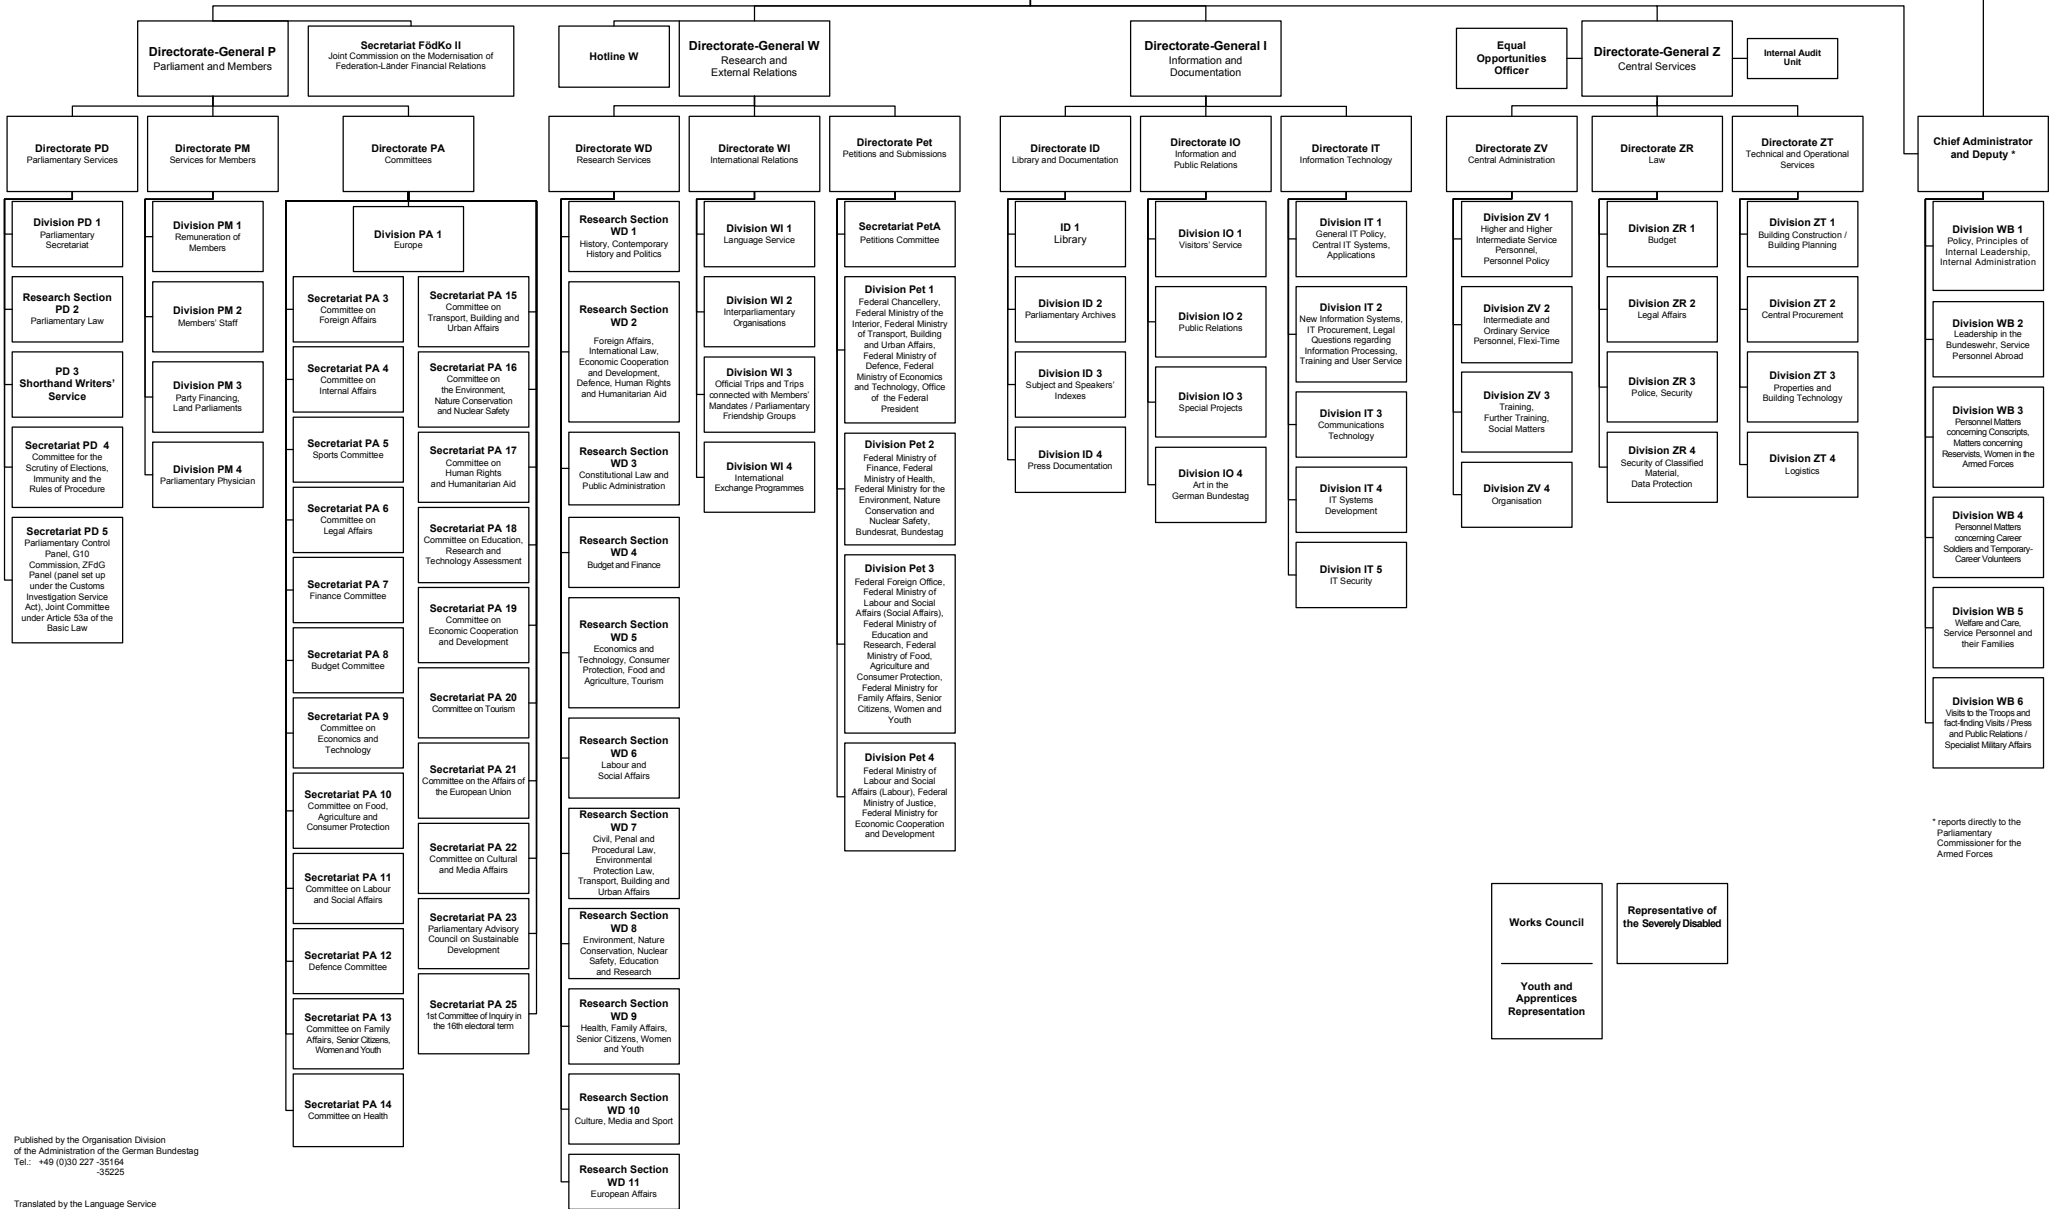 Directorate-General P
Parliament and Members
Secretariat FödKo II
Joint Commission on the Modernisation of
Federation-Länder Financial Relations
Hotline W
Directorate-General W
Research and
External Relations
Directorate-General I
Information and
Documentation
Equal
Opportunities
Officer
Directorate-General Z
Central Services
Internal Audit
Unit
Directorate PD
Parliamentary Services
Directorate PM
Services for Members
Directorate PA
Committees
Directorate WD
Research Services
Directorate WI
International Relations
Directorate Pet
Petitions and Submissions
Directorate ID
Library and Documentation
Directorate IO
Information and
Public Relations
Directorate IT
Information Technology
Directorate ZV
Central Administration
Directorate ZR
Law
Directorate ZT
Technical and Operational
Services
Chief Administrator
and Deputy *
Division PD 1
Parliamentary
Secretariat
Research Section
PD 2
Parliamentary Law
PD 3
Shorthand Writers'
Service
Secretariat PD 4
Committee for the
Scrutiny of Elections,
Immunity and the
Rules of Procedure
Secretariat PD 5
Parliamentary Control
Panel, G10
Commission, ZFdG
Panel (panel set up
under the Customs
Investigation Service
Act), Joint Committee
under Article 53a of the
Basic Law
Division PM 1
Remuneration of
Members
Division PM 2
Members' Staff
Division PM 3
Party Financing,
Land Parliaments
Division PM 4
Parliamentary Physician
Division PA 1
Europe
Secretariat PA 3
Committee on
Foreign Affairs
Secretariat PA 4
Committee on
Internal Affairs
Secretariat PA 5
Sports Committee
Secretariat PA 6
Committee on
Legal Affairs
Secretariat PA 7
Finance Committee
Secretariat PA 8
Budget Committee
Secretariat PA 9
Committee on
Economics and
Technology
Secretariat PA 10
Committee on Food,
Agriculture and
Consumer Protection
Secretariat PA 11
Committee on Labour
and Social Affairs
Secretariat PA 12
Defence Committee
Secretariat PA 13
Committee on Family
Affairs, Senior Citizens,
Women and Youth
Secretariat PA 14
Committee on Health
Secretariat PA 15
Committee on
Transport, Building and
Urban Affairs
Secretariat PA 16
Committee on
the Environment,
Nature Conservation
and Nuclear Safety
Secretariat PA 17
Committee on
Human Rights
and Humanitarian Aid
Secretariat PA 18
Committee on Education,
Research and
Technology Assessment
Secretariat PA 19
Committee on
Economic Cooperation
and Development
Secretariat PA 20
Committee on Tourism
Secretariat PA 21
Committee on the Affairs of
the European Union
Secretariat PA 22
Committee on Cultural
and Media Affairs
Secretariat PA 23
Parliamentary Advisory
Council on Sustainable
Development
Secretariat PA 25
1st Committee of Inquiry in
the 16th electoral term
Research Section
WD 1
History, Contemporary
History and Politics
Research Section
WD 2
Foreign Affairs,
International Law,
Economic Cooperation
and Development,
Defence, Human Rights
and Humanitarian Aid
Research Section
WD 3
Constitutional Law and
Public Administration
Research Section
WD 4
Budget and Finance
Research Section
WD 5
Economics and
Technology, Consumer
Protection, Food and
Agriculture, Tourism
Research Section
WD 6
Labour and
Social Affairs
Research Section
WD 7
Civil, Penal and
Procedural Law,
Environmental
Protection Law,
Transport, Building and
Urban Affairs
Research Section
WD 8
Environment, Nature
Conservation, Nuclear
Safety, Education
and Research
Research Section
WD 9
Health, Family Affairs,
Senior Citizens, Women
and Youth
Research Section
WD 10
Culture, Media and Sport
Research Section
WD 11
European Affairs
Division WI 1
Language Service
Division WI 2
Interparliamentary
Organisations
Division WI 3
Official Trips and Trips
connected with Members'
Mandates / Parliamentary
Friendship Groups
Division WI 4
International
Exchange Programmes
Secretariat PetA
Petitions Committee
Division Pet 1
Federal Chancellery,
Federal Ministry of the
Interior, Federal Ministry
of Transport, Building
and Urban Affairs,
Federal Ministry of
Defence, Federal
Ministry of Economics
and Technology, Office
of the Federal
President
Division Pet 2
Federal Ministry of
Finance, Federal
Ministry of Health,
Federal Ministry for the
Environment, Nature
Conservation and
Nuclear Safety,
Bundesrat, Bundestag
Division Pet 3
Federal Foreign Office,
Federal Ministry of
Labour and Social
Affairs (Social Affairs),
Federal Ministry of
Education and
Research, Federal
Ministry of Food,
Agriculture and
Consumer Protection,
Federal Ministry for
Family Affairs, Senior
Citizens, Women and
Youth
Division Pet 4
Federal Ministry of
Labour and Social
Affairs (Labour), Federal
Ministry of Justice,
Federal Ministry for
Economic Cooperation
and Development
ID 1
Library
Division ID 2
Parliamentary Archives
Division ID 3
Subject and Speakers'
Indexes
Division ID 4
Press Documentation
Division IO 1
Visitors' Service
Division IO 2
Public Relations
Division IO 3
Special Projects
Division IO 4
Art in the
German Bundestag
Division IT 1
General IT Policy,
Central IT Systems,
Applications
Division IT 2
New Information Systems,
IT Procurement, Legal
Questions regarding
Information Processing,
Training and User Service
Division IT 3
Communications
Technology
Division IT 4
IT Systems
Development
Division IT 5
IT Security
Division ZV 1
Higher and Higher
Intermediate Service
Personnel,
Personnel Policy
Division ZV 2
Intermediate and
Ordinary Service
Personnel, Flexi-Time
Division ZV 3
Training,
Further Training,
Social Matters
Division ZV 4
Organisation
Division ZR 1
Budget
Division ZR 2
Legal Affairs
Division ZR 3
Police, Security
Division ZR 4
Security of Classified
Material,
Data Protection
Division ZT 1
Building Construction /
Building Planning
Division ZT 2
Central Procurement
Division ZT 3
Properties and
Building Technology
Division ZT 4
Logistics
Division WB 1
Policy, Principles of
Internal Leadership,
Internal Administration
Division WB 2
Leadership in the
Bundeswehr, Service
Personnel Abroad
Division WB 3
Personnel Matters
concerning Conscripts,
Matters concerning
Reservists, Women in the
Armed Forces
Division WB 4
Personnel Matters
concerning Career
Soldiers and Temporary-
Career Volunteers
Division WB 5
Welfare and Care,
Service Personnel and
their Families
Division WB 6
Visits to the Troops and
fact-finding Visits / Press
and Public Relations /
Specialist Military Affairs
* reports directly to the
Parliamentary
Commissioner for the
Armed Forces
Works Council
Youth and
Apprentices
Representation
Representative of
the Severely Disabled
Published by the Organisation Division
of the Administration of the German Bundestag
Tel.: +49 (0)30 227 -35164
-35225
Translated by the Language Service